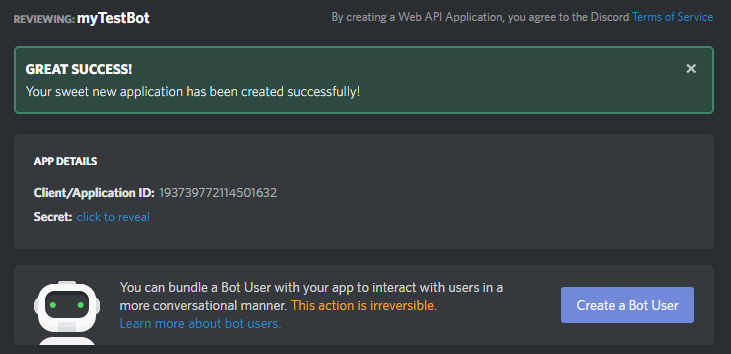 REVIEWING: myTestBot
By creating a Web API Application, you agree to the Discord Terms of Service
GREAT SUCCESS!
Your sweet new application has been created successfully!
APP DETAILS
Client/Application ID: 193739772114501632
Secret: click to reveal
You can bundle a Bot User with your app to interact with users in a
more conversational manner. This action is irreversible.
Learn more about bot users.
Create a Bot User